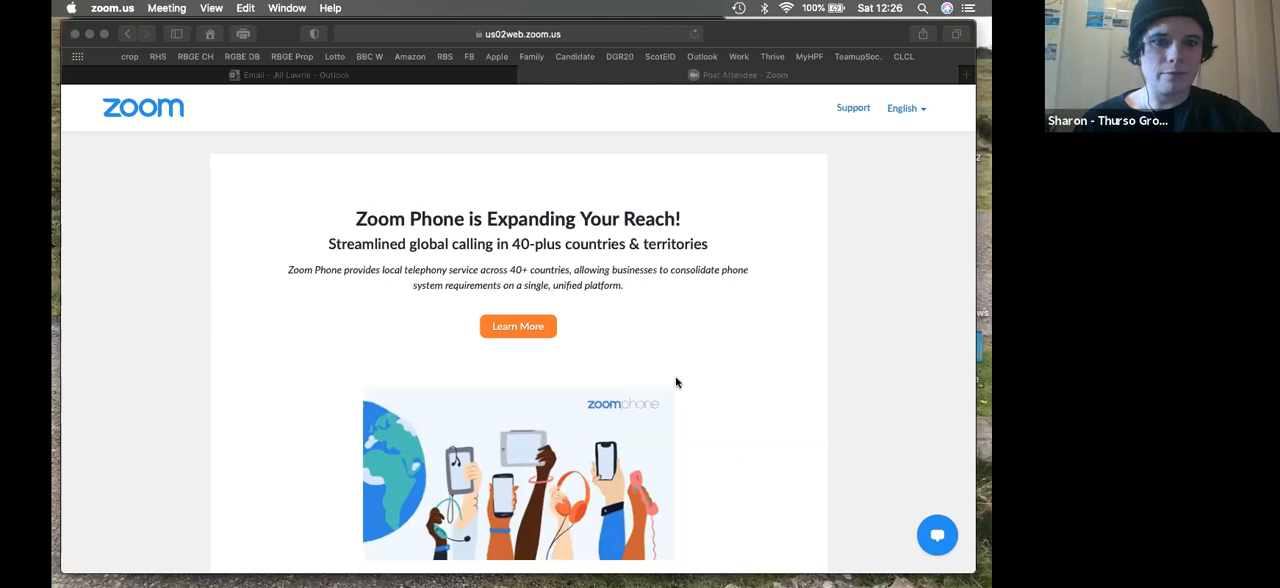 zoom.us Meeting View Edit Window Help 100% Sat 12:26
us02web.zoom.us
crop RHS RBGE CH RGBE DB RBGE Prop Lotto BBC W Amazon RBS FB Apple Family Candidate DGR20 ScotEID Outlook Work Thrive MyHPF TeamupSoc. CLCL
Email - Jill Lawrie - Outlook Post Attendee - Zoom
zoom Support English
Zoom Phone is Expanding Your Reach!
Streamlined global calling in 40-plus countries & territories
Zoom Phone provides local telephony service across 40+ countries, allowing businesses to consolidate phone
system requirements on a single, unified platform.
Learn More
zoomphone
Sharon - Thurso Gro...